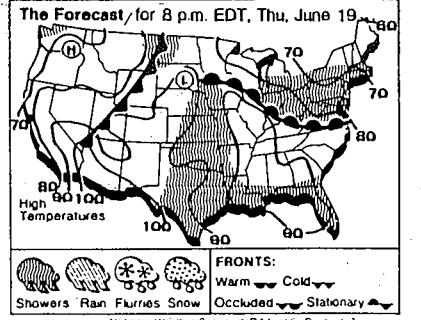 The Forecast/for 8 p.m. EDT, Thu, June 19
80
H
70
L
70
70
80
80 90 100
High
Temperatures
100
90
90
FRONTS:
Warm Cold
Showers Rain Flurries Snow
Occluded Stationary